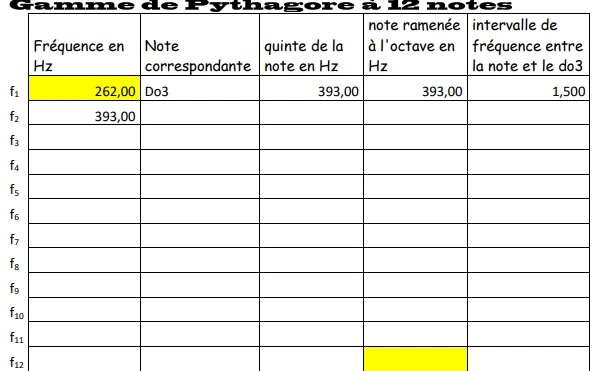 Gamme de Pythagore à 12 notes
note ramenée intervalle de
Fréquence en Note quinte de la à l'octave en fréquence entre
Hz correspondante note en Hz Hz la note et le do3
f1 262,00 Do3 393,00 393,00 1,500
f2 393,00
f3
f4
f5
f6
f7
f8
f9
f10
f11
f12